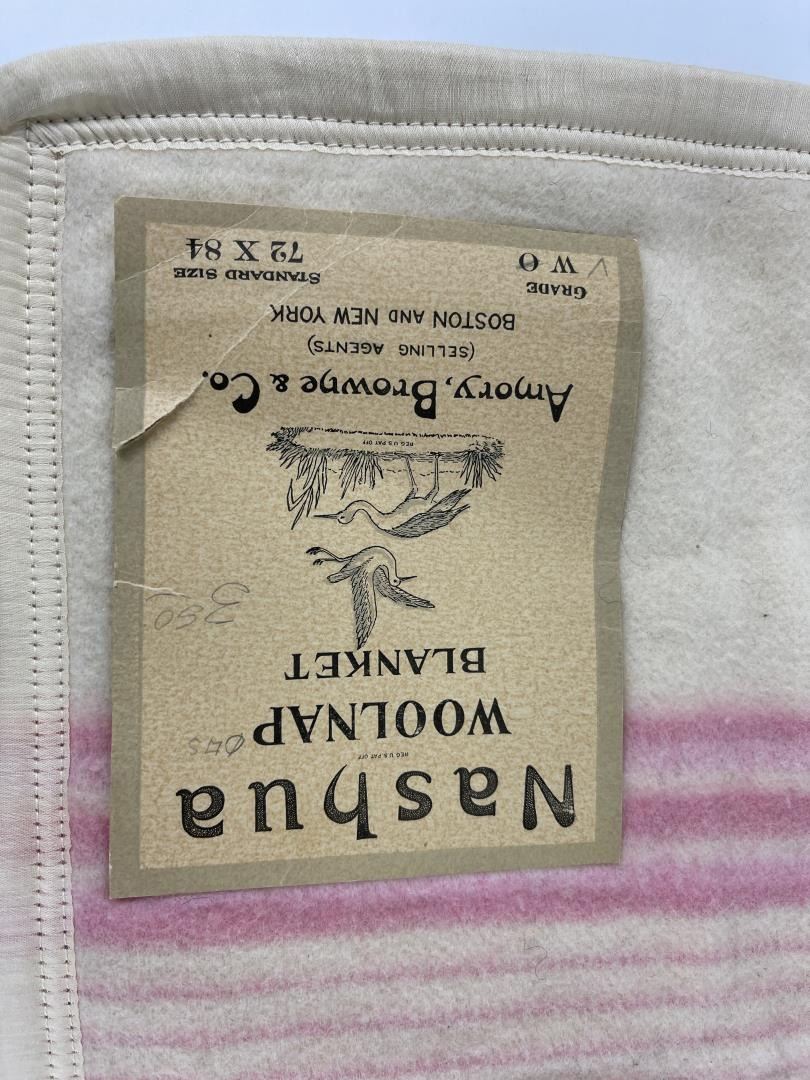 Nashua
REG U.S. PAT. OFF.
WOOLNAP
BLANKET
350
REG U.S. PAT. OFF.
Amory, Browne & Co.
(SELLING AGENTS)
BOSTON AND NEW YORK
GRADE STANDARD SIZE
W O 72 X 84